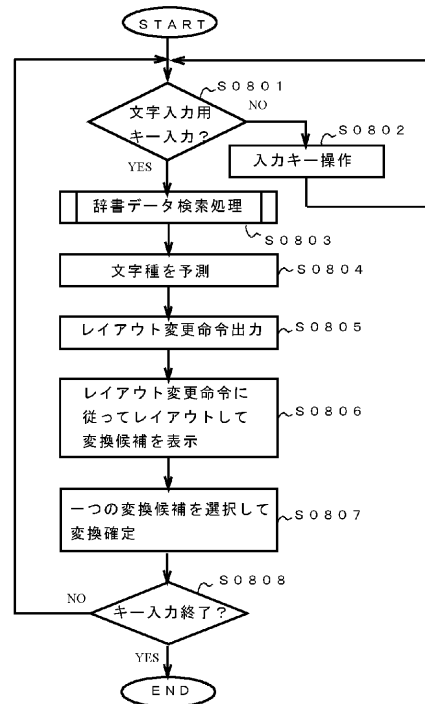 START
S0801
文字入力用
キー入力?
NO
S0802
入力キー操作
YES
辞書データ検索処理
S0803
文字種を予測
S0804
レイアウト変更命令出力
S0805
レイアウト変更命令に
従ってレイアウトして
変換候補を表示
S0806
一つの変換候補を選択して
変換確定
S0807
S0808
NO
キー入力終了?
YES
END